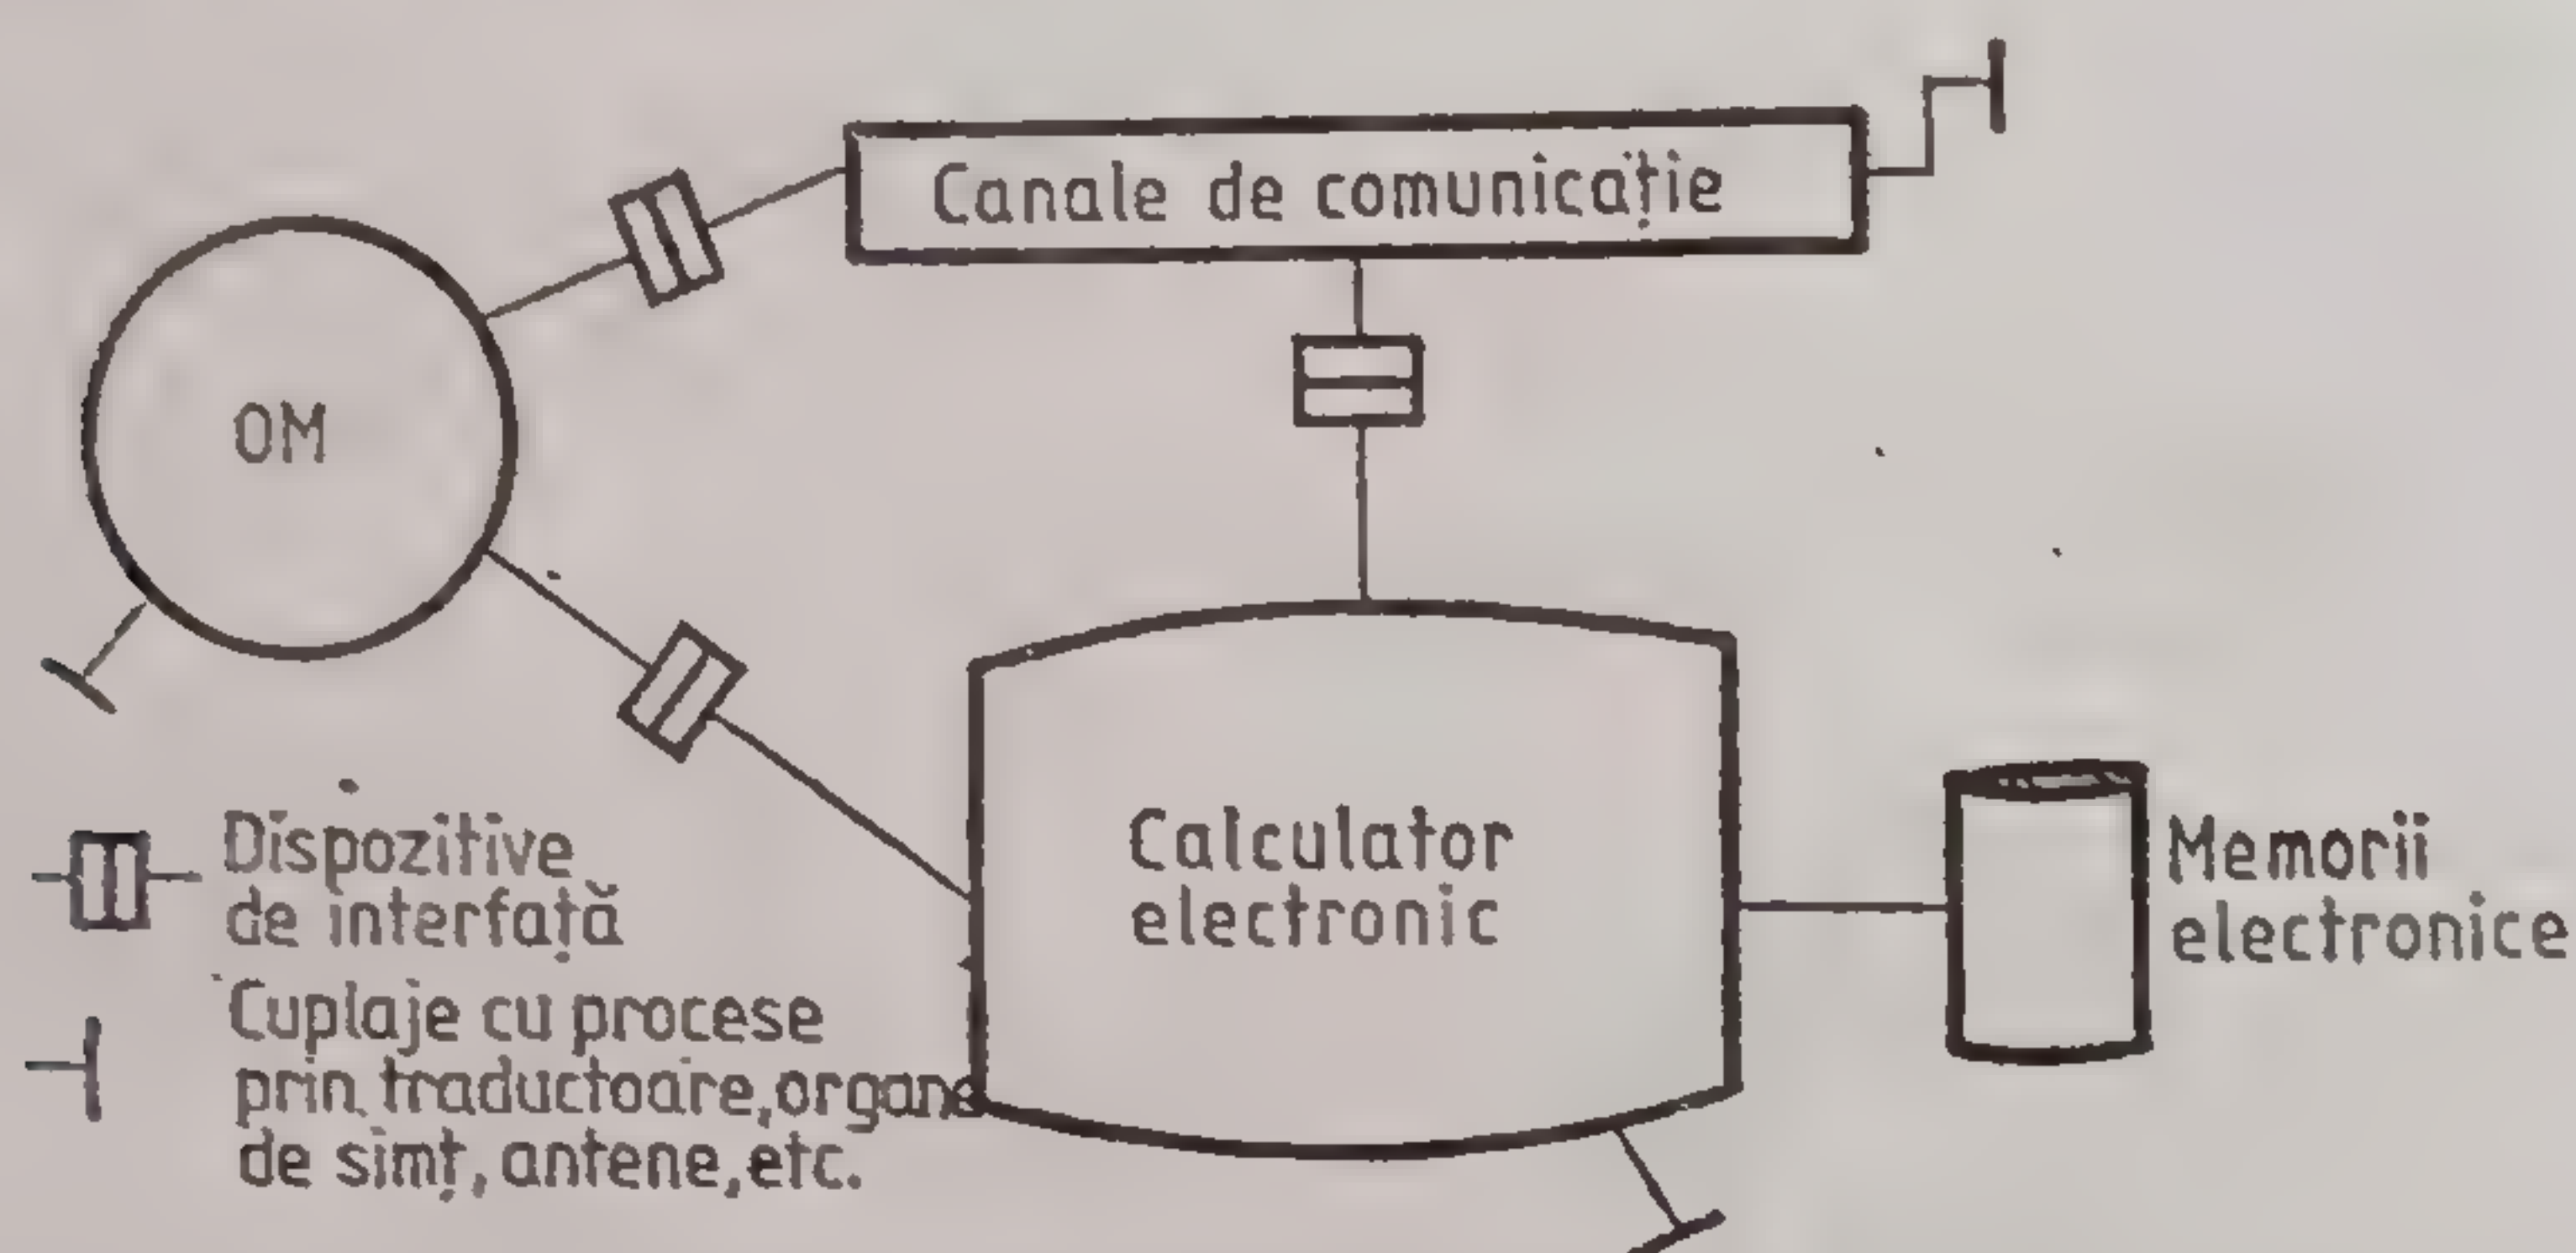 Canale de comunicație
OM
Calculator
electronic
Memorii
electronice
Dispozitive
de interfață
Cuplaje cu procese
prin traductoare, organe
de simț, antene, etc.